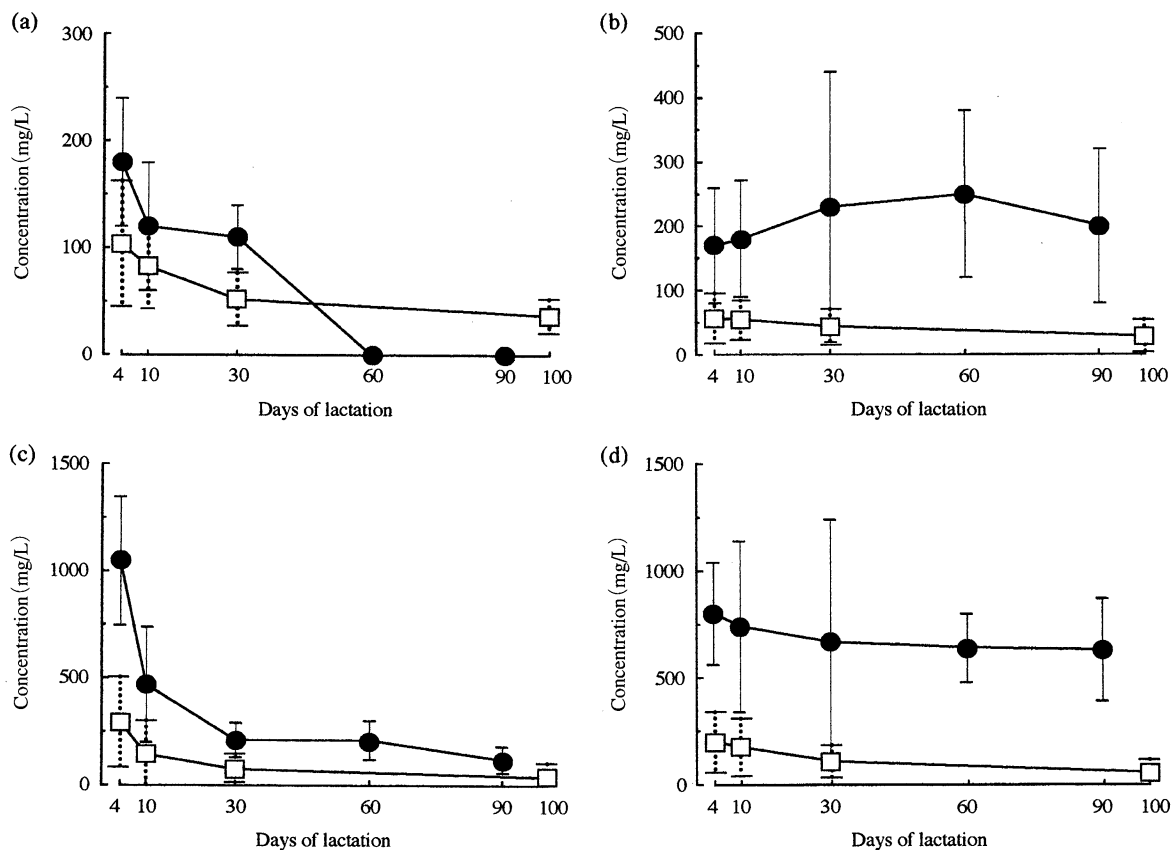 (a)
300
200
100
0
Concentration (mg/L)
4 10 30 60 90 100
Days of lactation
(b)
500
400
300
200
100
0
Concentration (mg/L)
4 10 30 60 90 100
Days of lactation
(c)
1500
1000
500
0
Concentration (mg/L)
4 10 30 60 90 100
Days of lactation
(d)
1500
1000
500
0
Concentration (mg/L)
4 10 30 60 90 100
Days of lactation